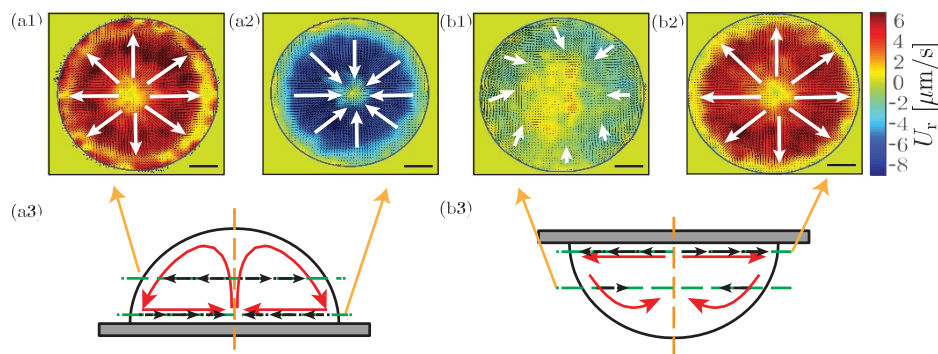 (a1)
(a2)
(b1)
(b2)
6
4
2
0
-2
-4
-6
-8
U_r [μm/s]
(a3)
(b3)